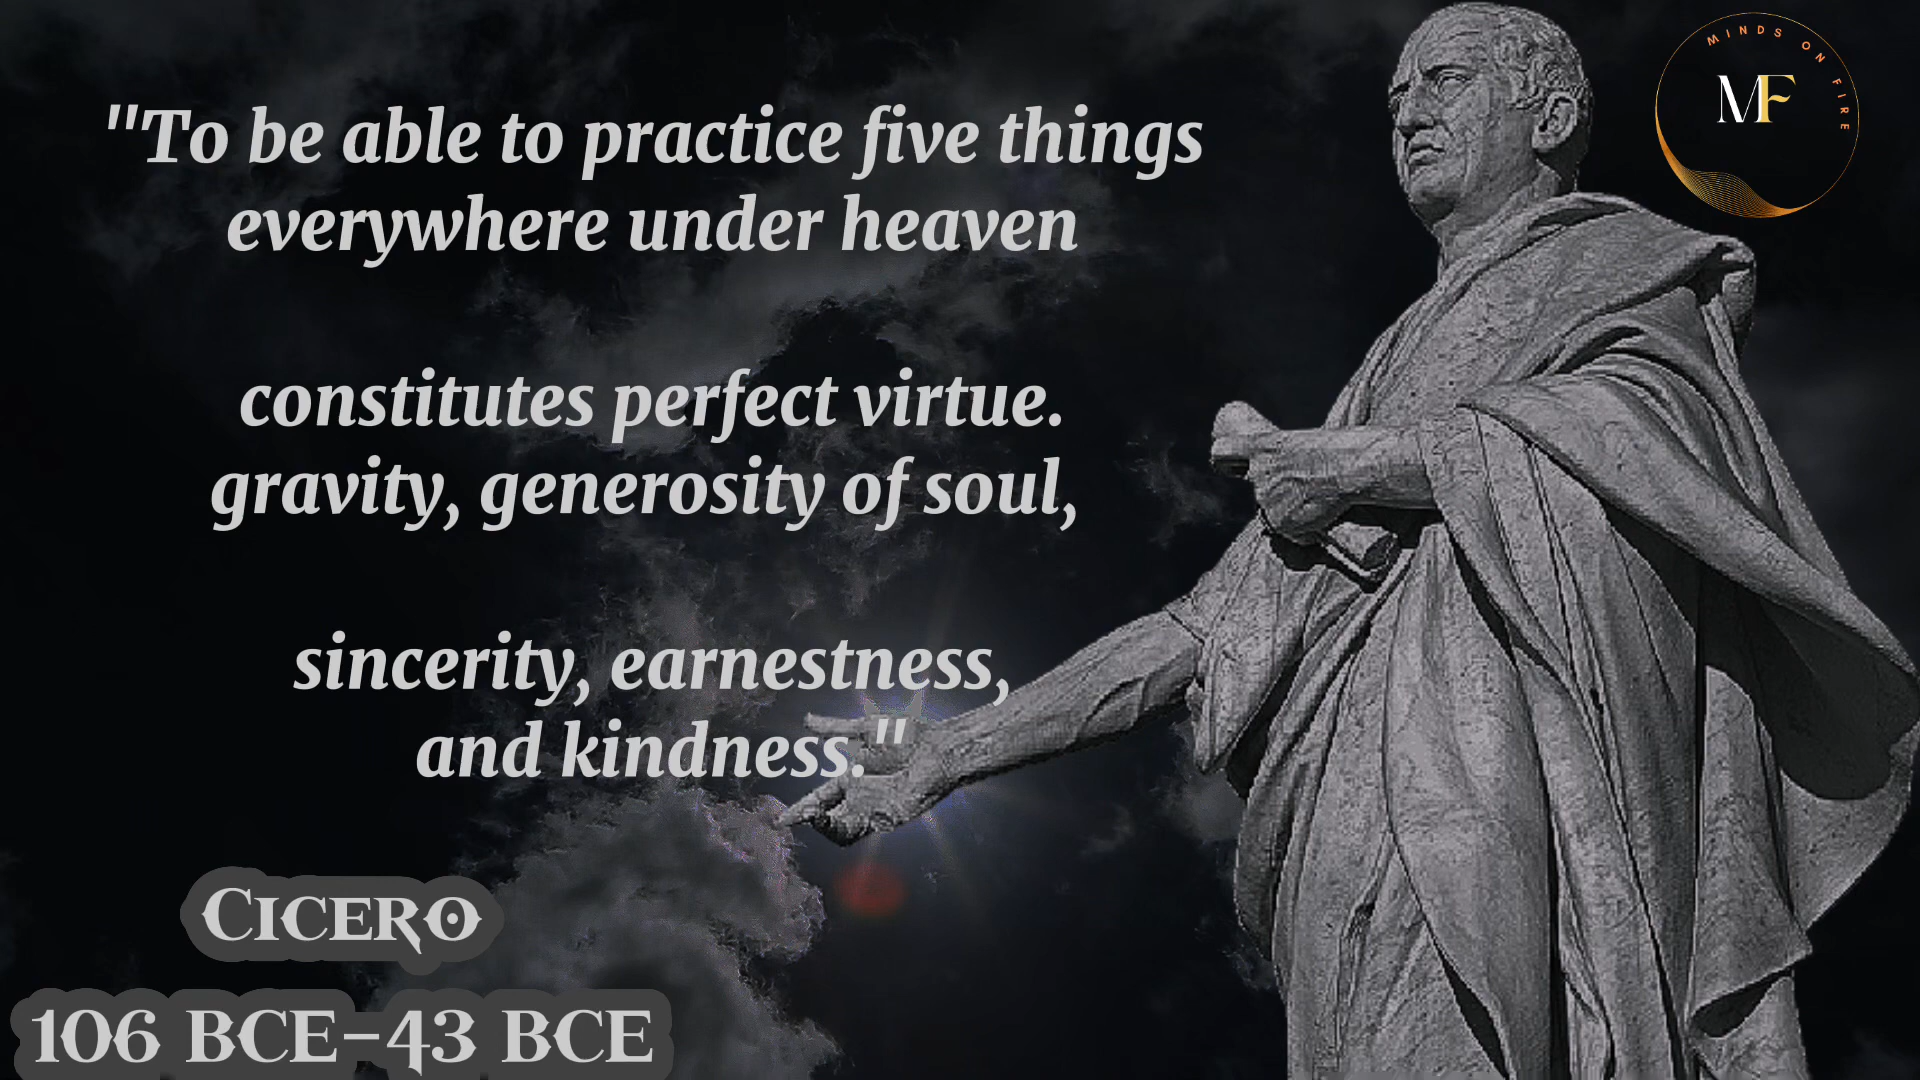 "To be able to practice five things
everywhere under heaven
constitutes perfect virtue.
gravity, generosity of soul,
sincerity, earnestness,
and kindness."
Cicero
106 BCE-43 BCE
MINDS ON FIRE
MF